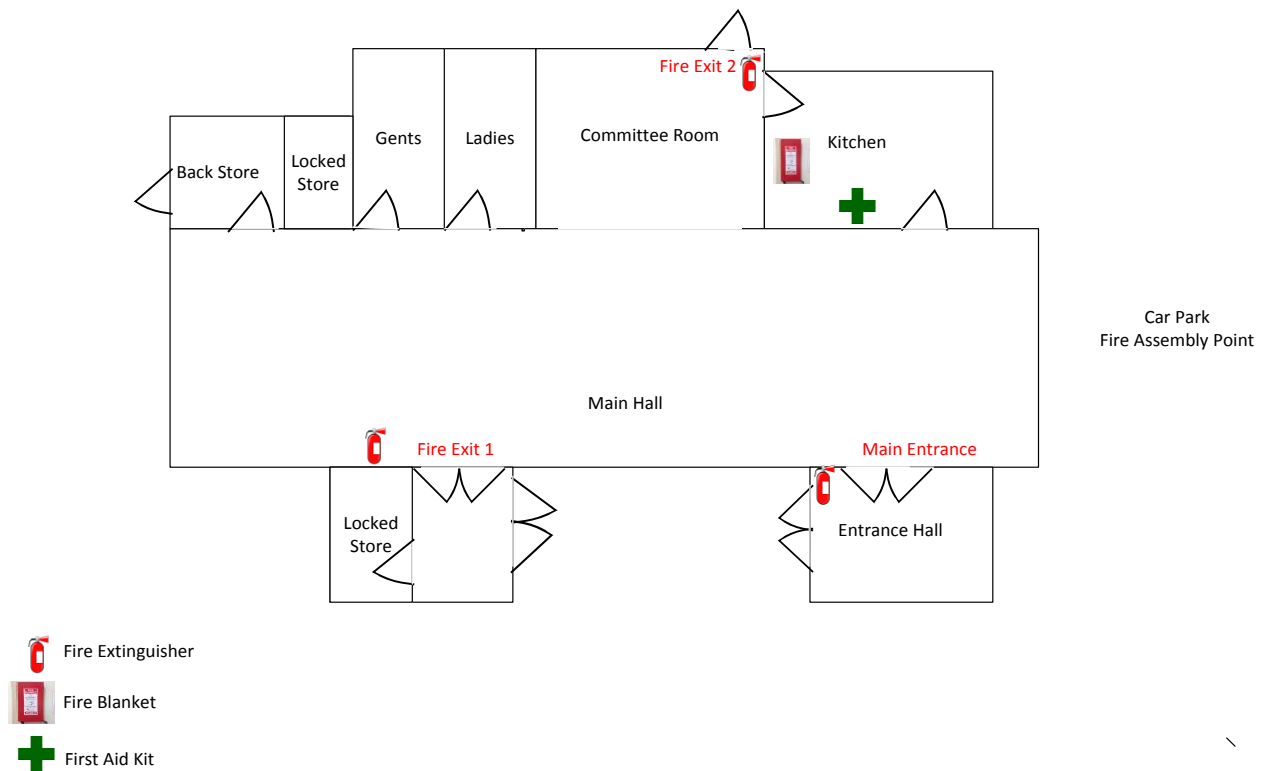 Fire Exit 2
Gents
Ladies
Committee Room
Kitchen
Back Store
Locked
Store
Car Park
Fire Assembly Point
Main Hall
Fire Exit 1
Main Entrance
Locked
Store
Entrance Hall
Fire Extinguisher
Fire Blanket
First Aid Kit